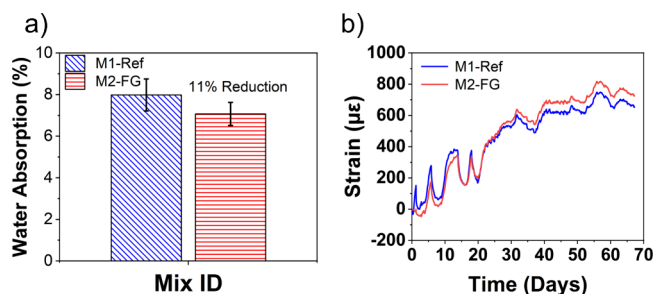 a)
Water Absorption (%)
10
8
6
4
2
0
M1-Ref
M2-FG
11% Reduction
Mix ID
b)
Strain (με)
1000
800
600
400
200
0
-200
M1-Ref
M2-FG
0 10 20 30 40 50 60 70
Time (Days)